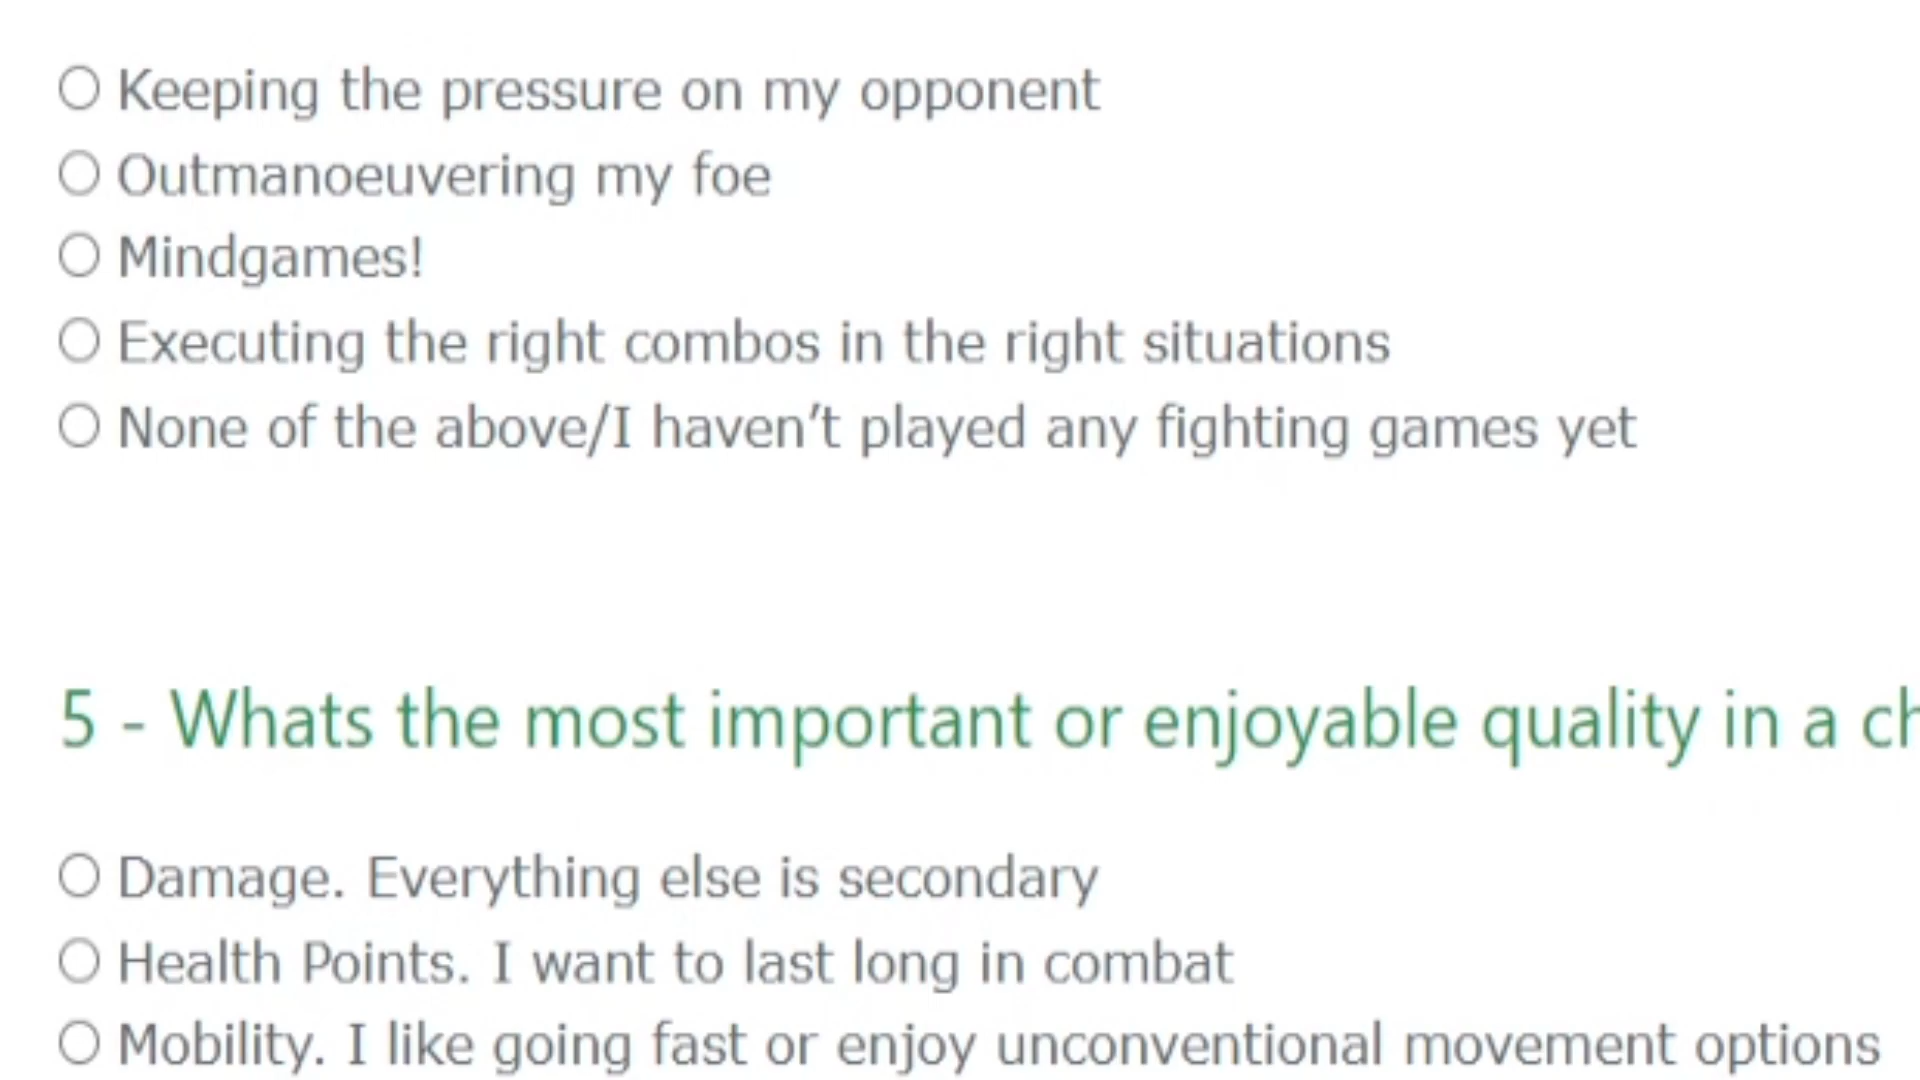 Keeping the pressure on my opponent
Outmanoeuvering my foe
Mindgames!
Executing the right combos in the right situations
None of the above/I haven’t played any fighting games yet
5 - Whats the most important or enjoyable quality in a
Damage. Everything else is secondary
Health Points. I want to last long in combat
Mobility. I like going fast or enjoy unconventional movement options